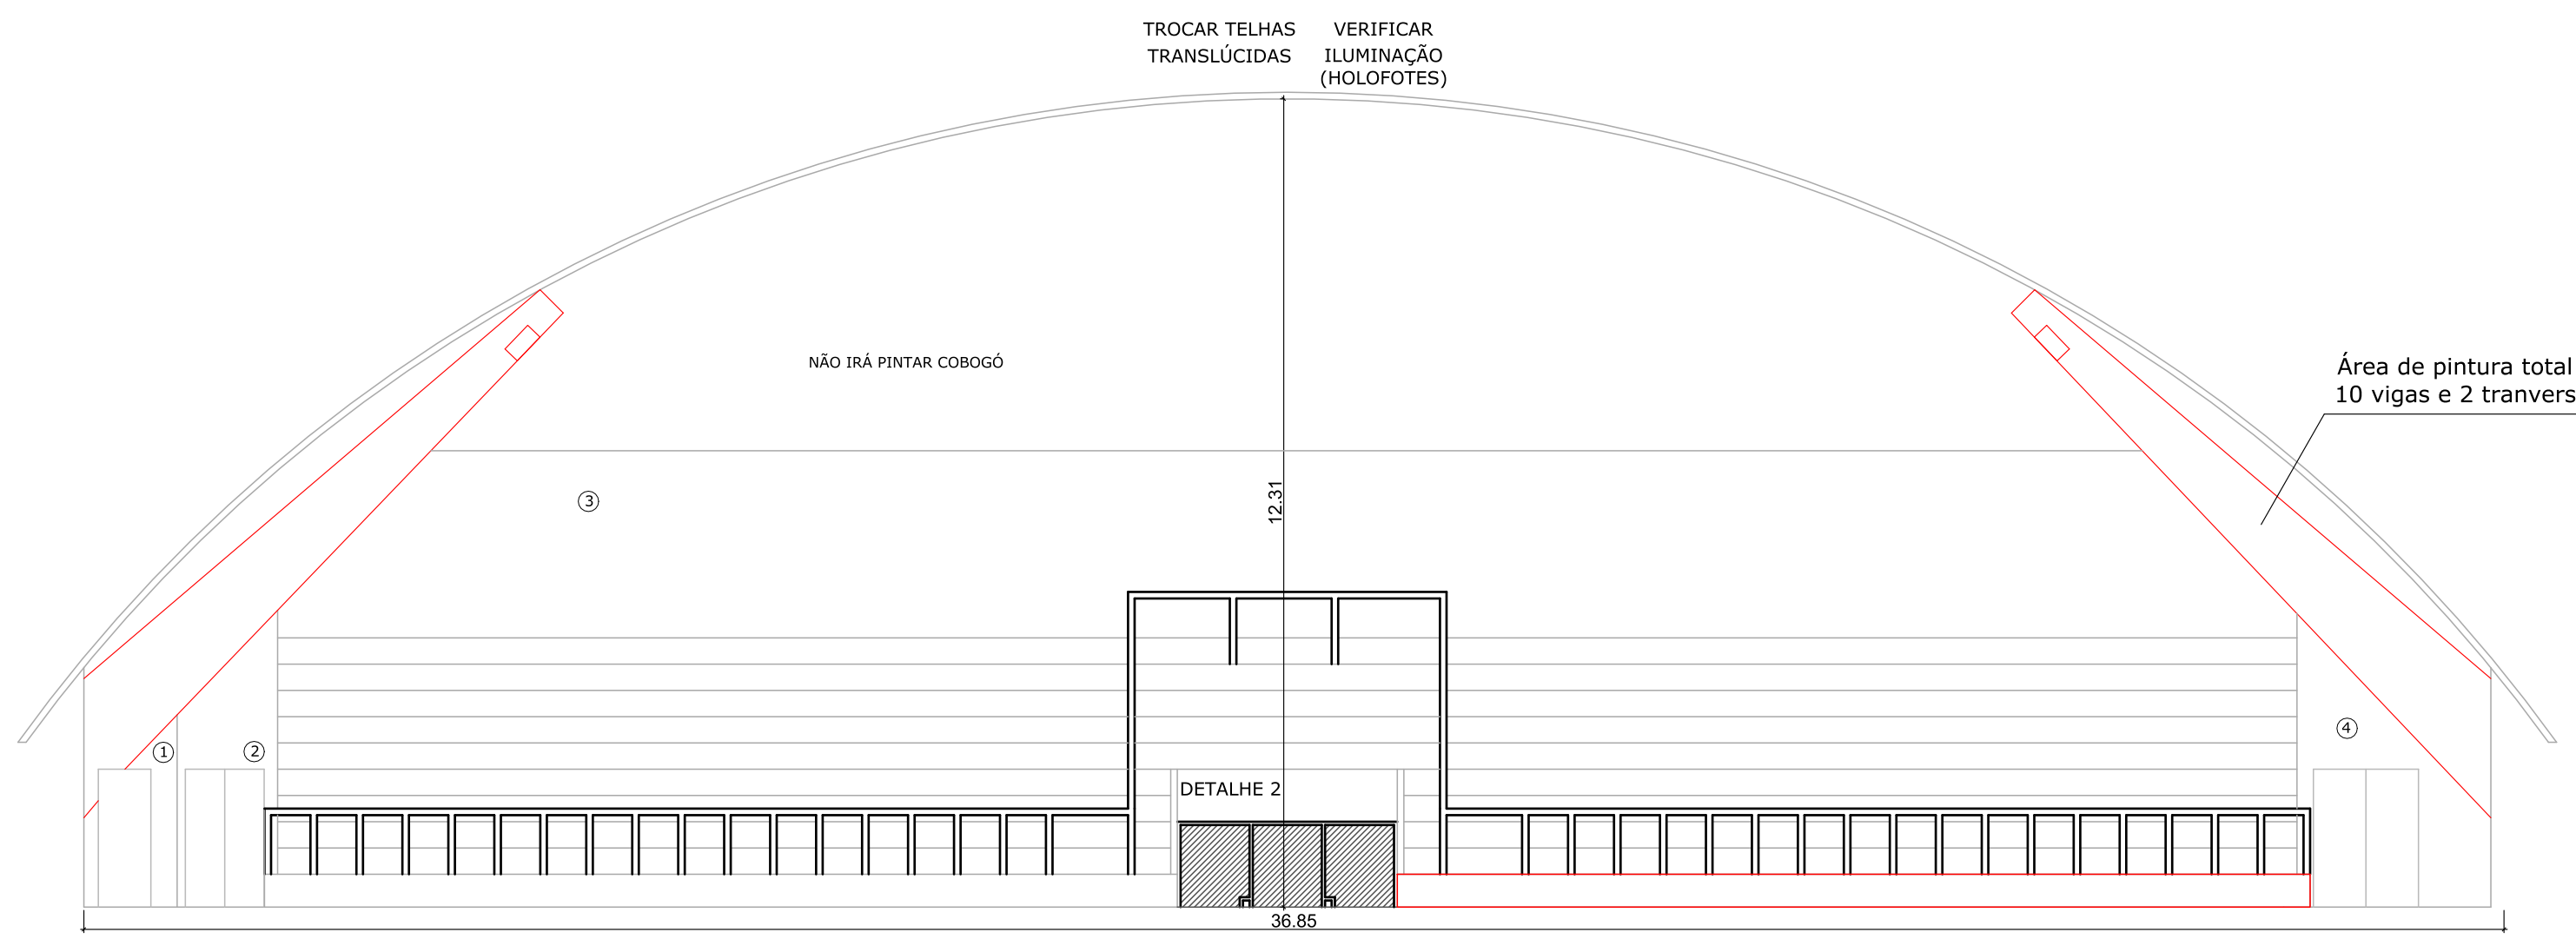 TROCAR TELHAS
TRANSLÚCIDAS
VERIFICAR
ILUMINAÇÃO
(HOLOFOTES)
NÃO IRÁ PINTAR COBOGÓ
Área de pintura total
10 vigas e 2 tranvers
3
12.31
1
2
4
DETALHE 2
36.85